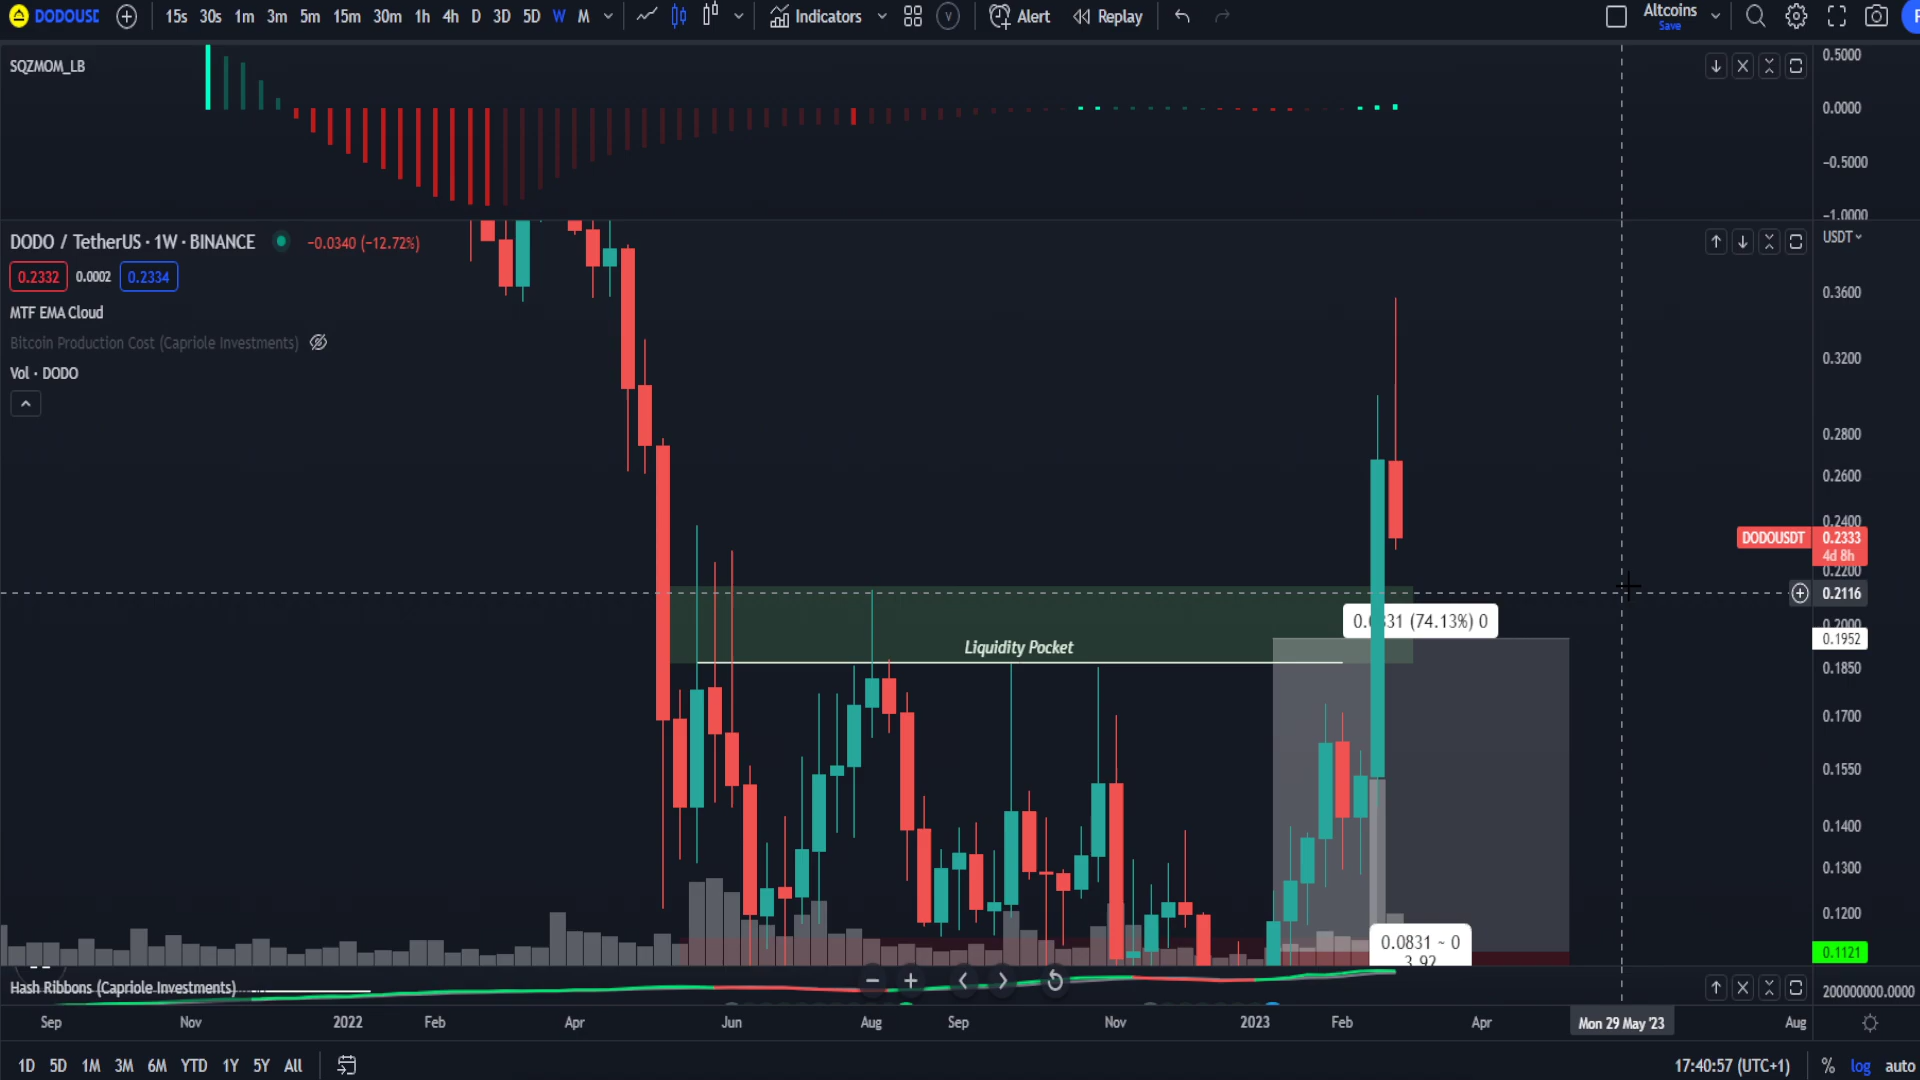 DODOUSD 15s 30s 1m 3m 5m 15m 30m 1h 4h D 3D 5D W M Indicators V Alert Replay Altcoins
Save
SQZMOM_LB
0.5000
0.0000
−0.5000
−1.0000
DODO / TetherUS · 1W · BINANCE −0.0340 (−12.72%)
USDT
0.2332 0.0002 0.2334
MTF EMA Cloud
Bitcoin Production Cost (Capriole Investments)
Vol · DODO
0.3600
0.3200
0.2800
0.2600
0.2400
DODOUSDT 0.2333
4d 8h
0.2200
0.2116
0.2000
0.1952
0.1850
0.1700
0.1550
0.1400
0.1300
0.1200
0.1121
Liquidity Pocket
(74.13%) 0
0.0831 ~ 0
3.92
Hash Ribbons (Capriole Investments)
200000000.0000
Sep Nov 2022 Feb Apr Jun Aug Sep Nov 2023 Feb Apr Mon 29 May '23 Aug
1D 5D 1M 3M 6M YTD 1Y 5Y All 17:40:57 (UTC+1) % log auto